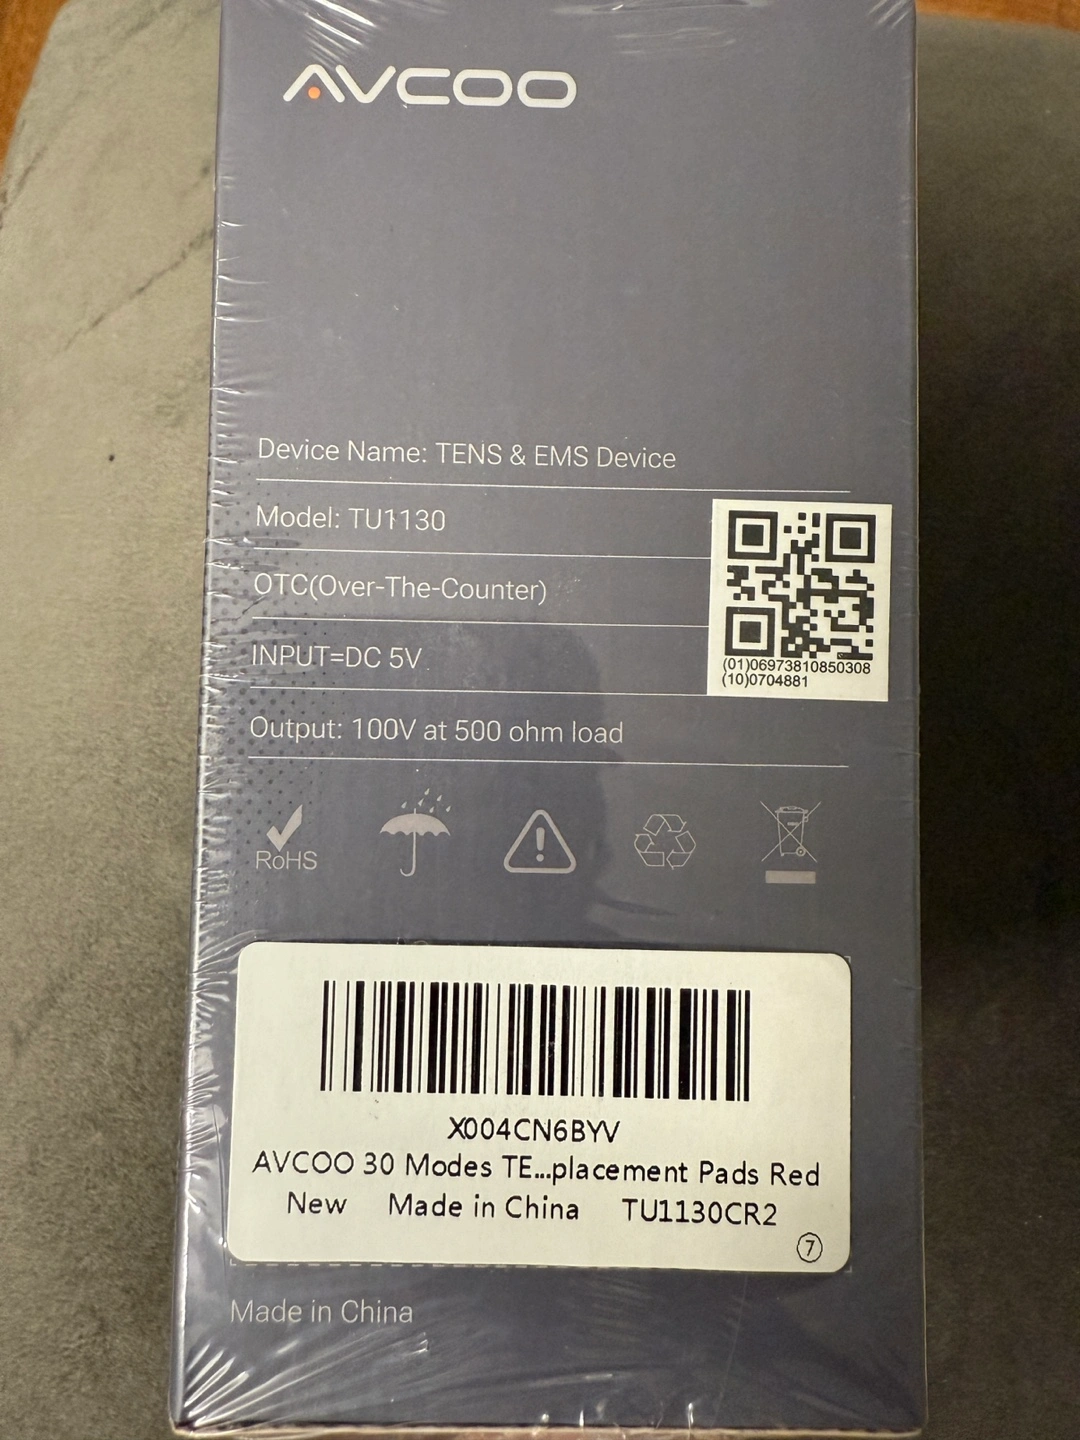 AVCOO
Device Name: TENS & EMS Device
Model: TU1130
OTC(Over-The-Counter)
INPUT=DC 5V
(01)06973810850308
(10)0704881
Output: 100V at 500 ohm load
RoHS
X004CN6BYV
AVCOO 30 Modes TE...placement Pads Red
New Made in China TU1130CR2
7
Made in China